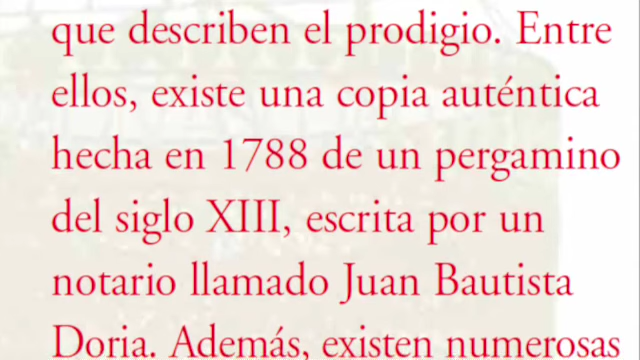 que describen el prodigio. Entre
ellos, existe una copia auténtica
hecha en 1788 de un pergamino
del siglo XIII, escrita por un
notario llamado Juan Bautista
Doria. Además, existen numerosas